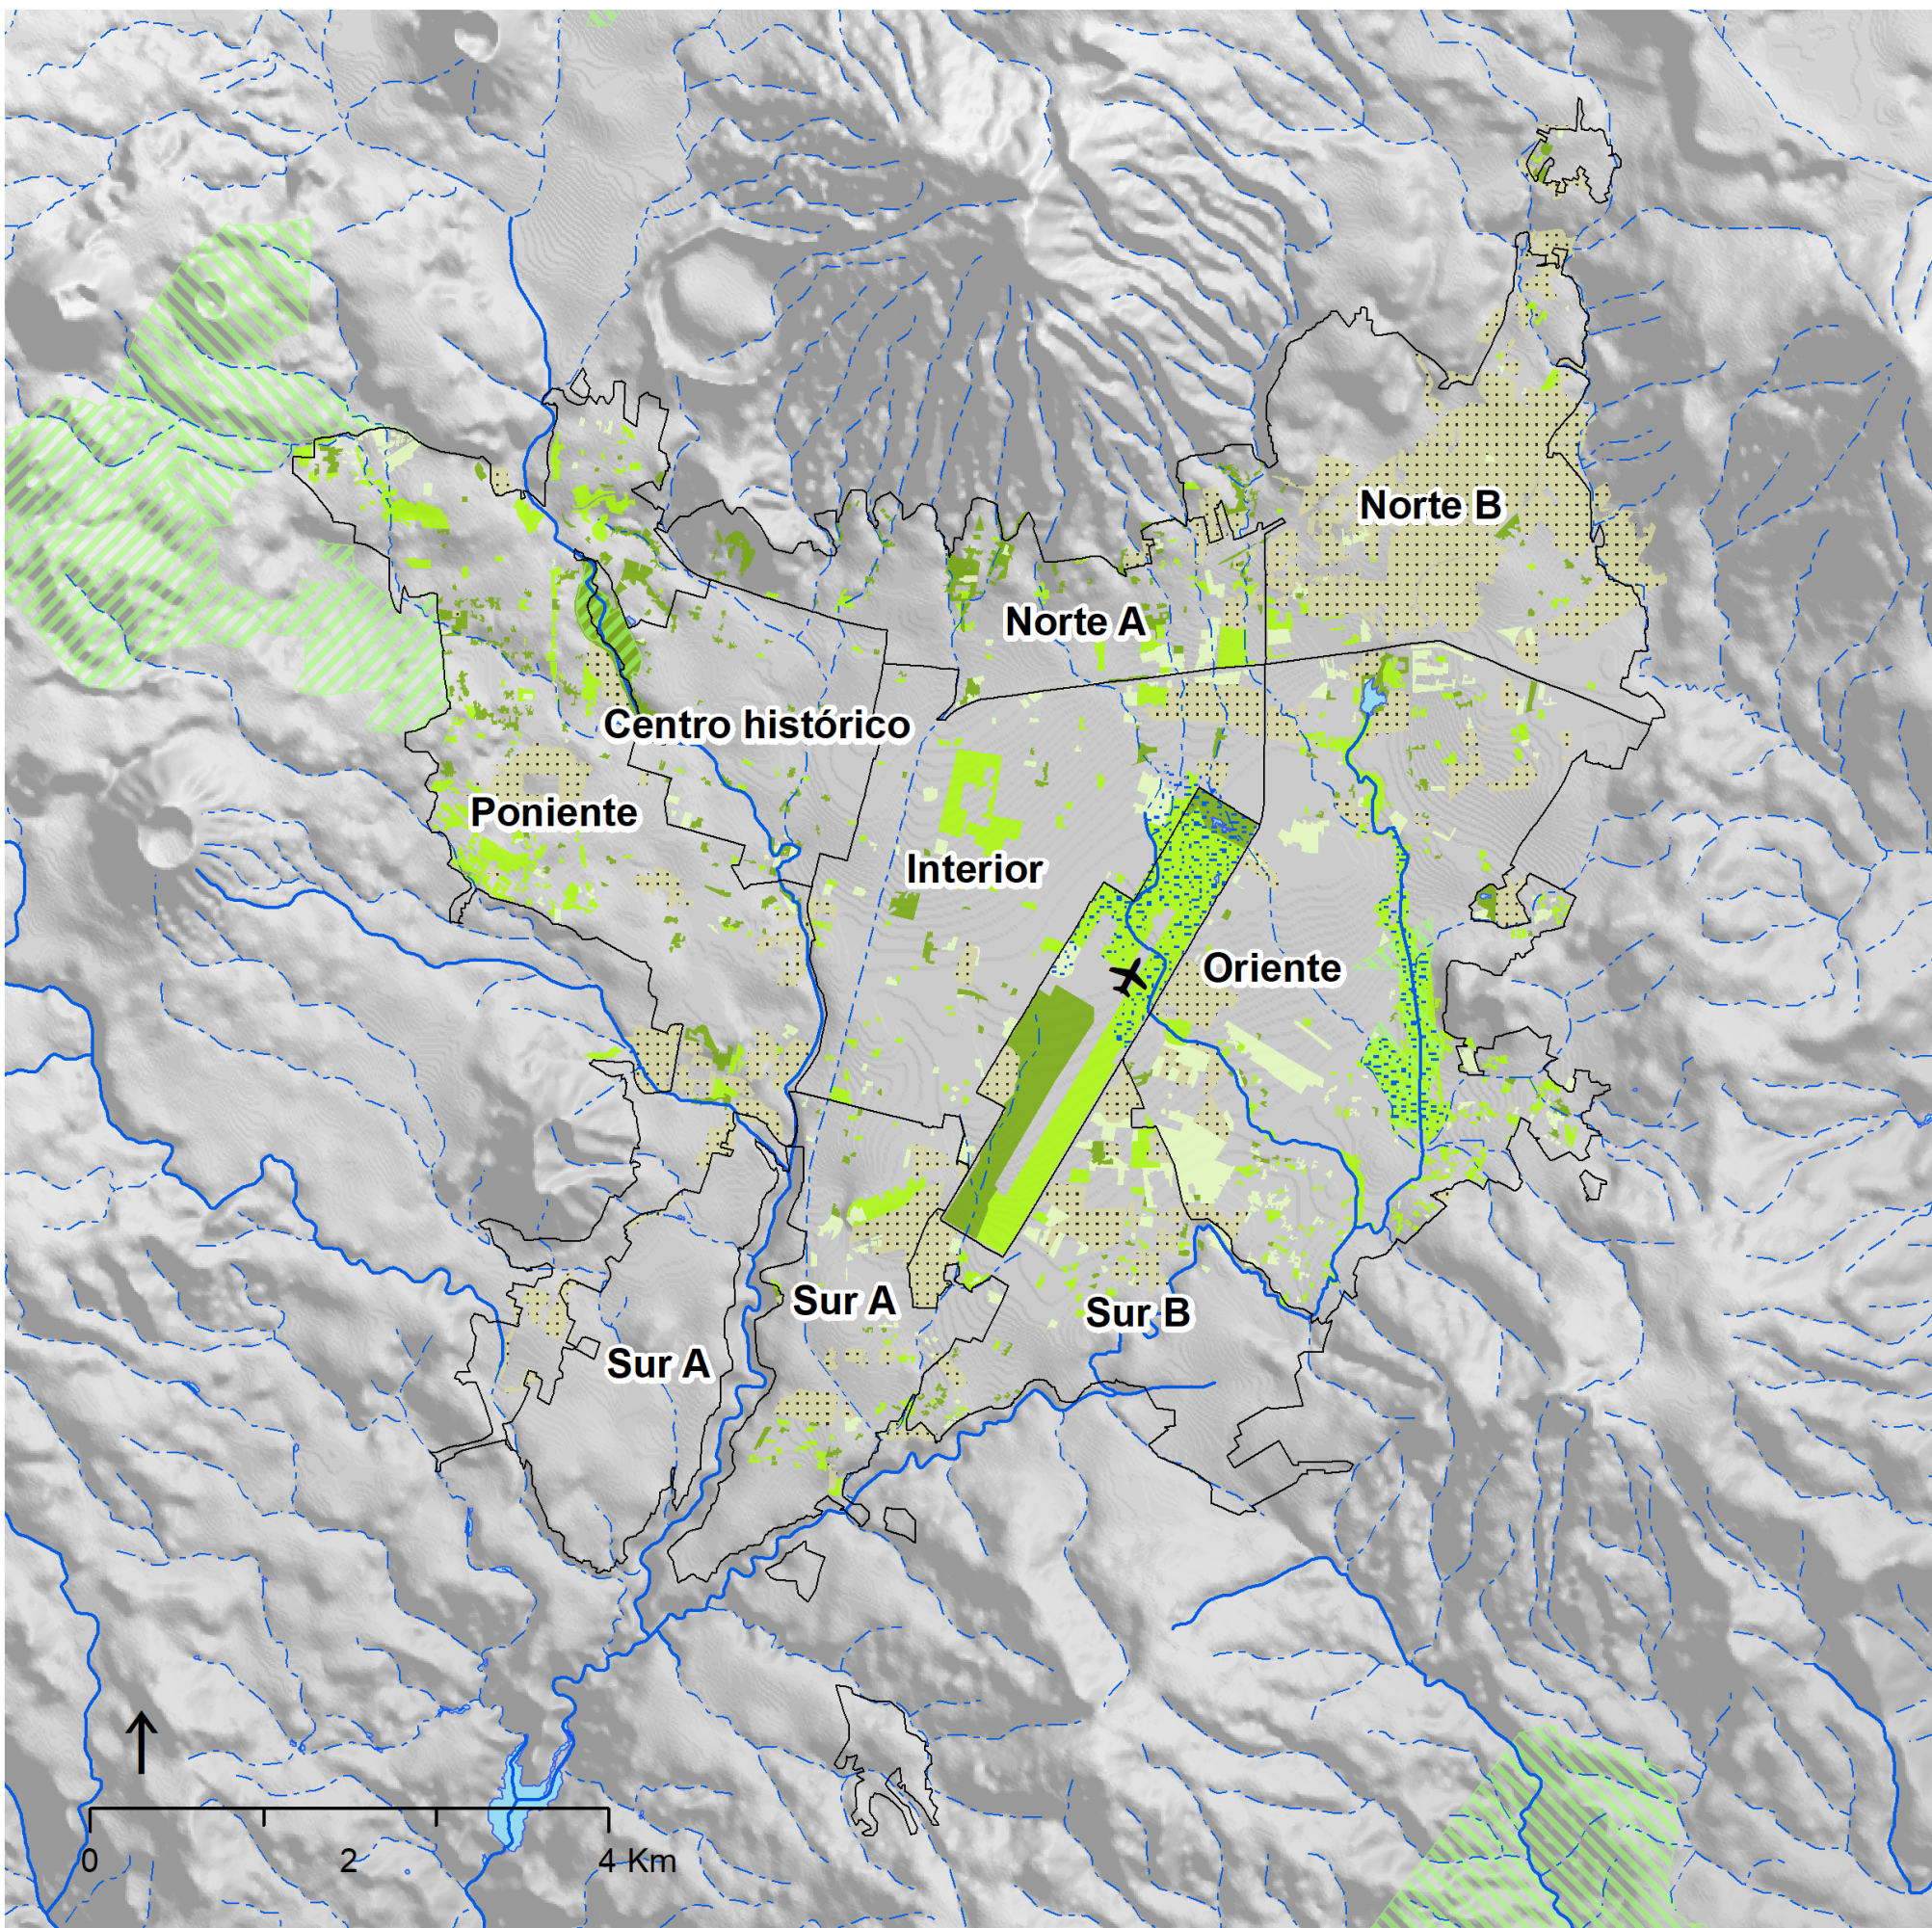 Norte B
Norte A
Centro histórico
Poniente
Interior
Oriente
Sur A
Sur B
Sur A
0 2 4 Km